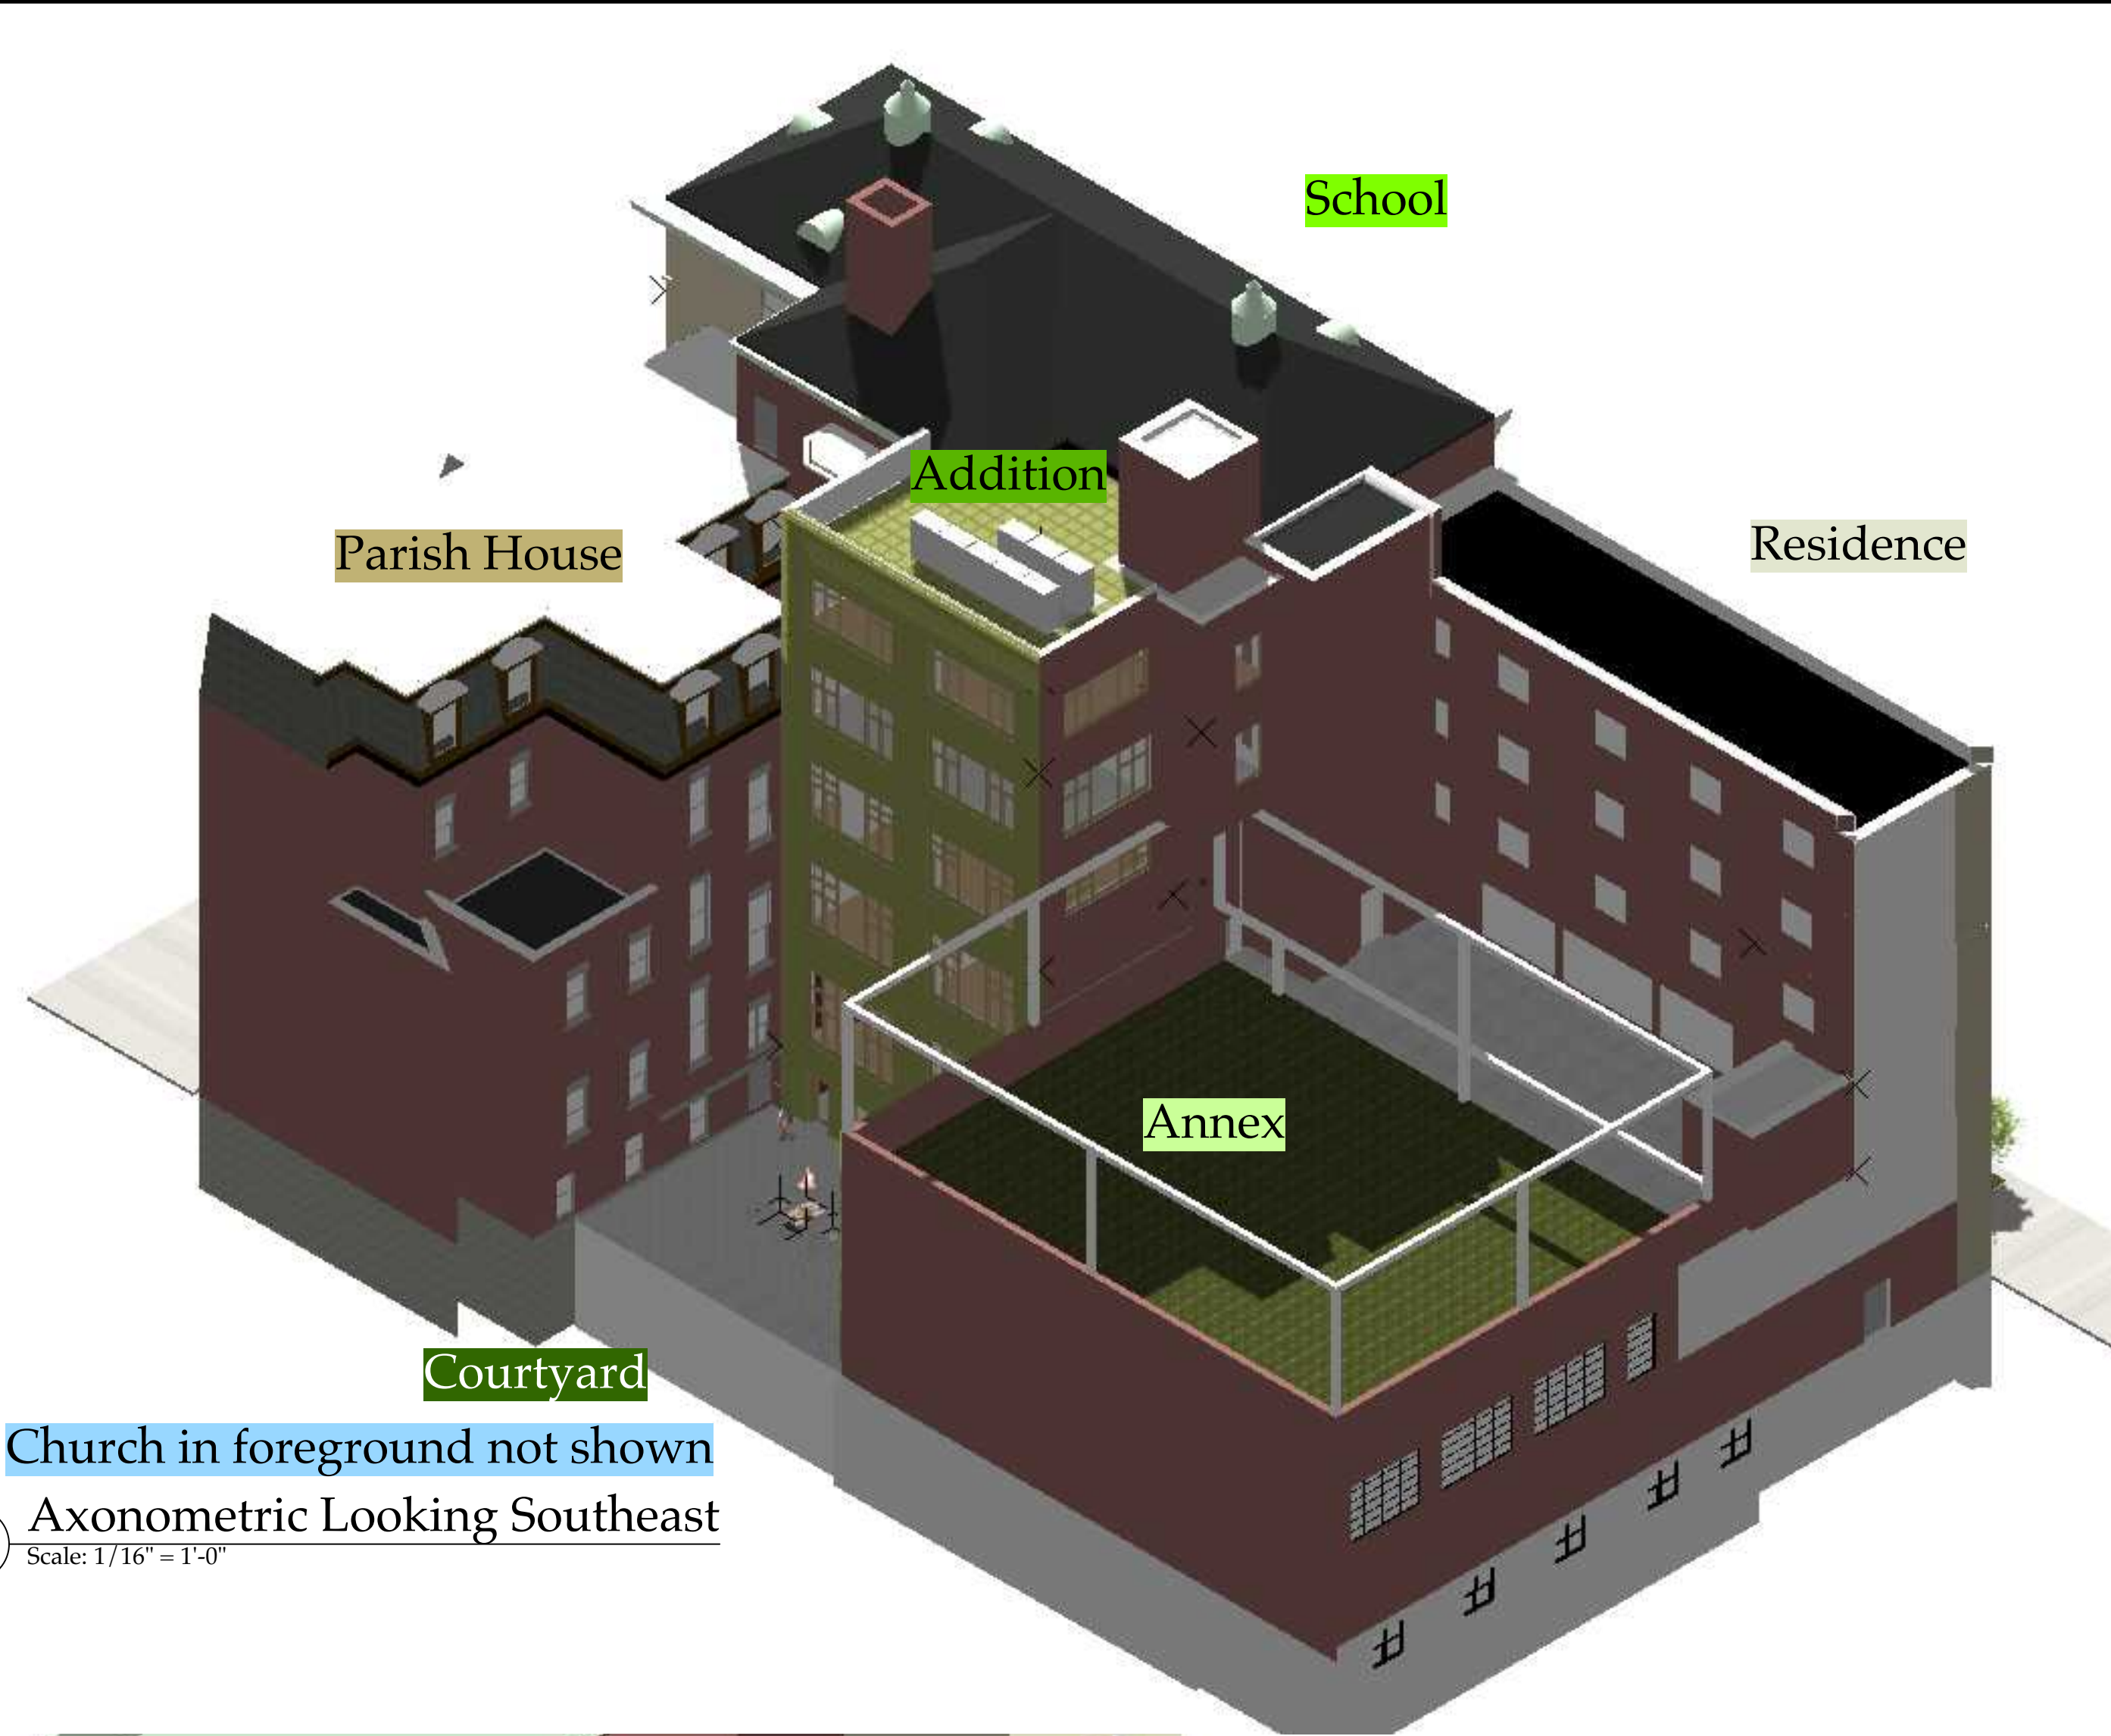 School
Addition
Parish House
Residence
Annex
Courtyard
Church in foreground not shown
Axonometric Looking Southeast
Scale: 1/16" = 1'-0"